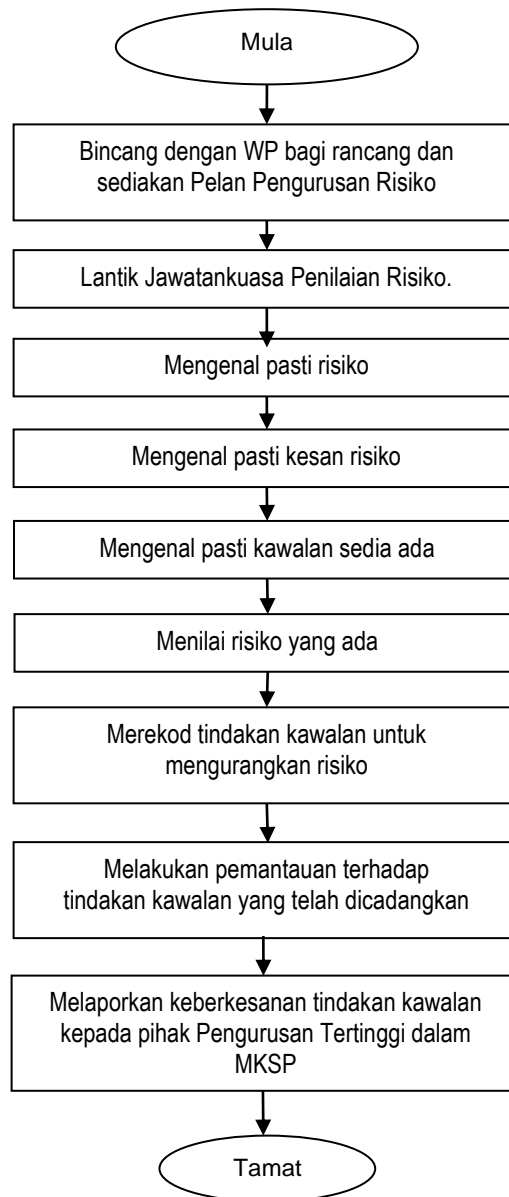 Mula
Bincang dengan WP bagi rancang dan
sediakan Pelan Pengurusan Risiko
Lantik Jawatankuasa Penilaian Risiko.
Mengenal pasti risiko
Mengenal pasti kesan risiko
Mengenal pasti kawalan sedia ada
Menilai risiko yang ada
Merekod tindakan kawalan untuk
mengurangkan risiko
Melakukan pemantauan terhadap
tindakan kawalan yang telah dicadangkan
Melaporkan keberkesanan tindakan kawalan
kepada pihak Pengurusan Tertinggi dalam
MKSP
Tamat